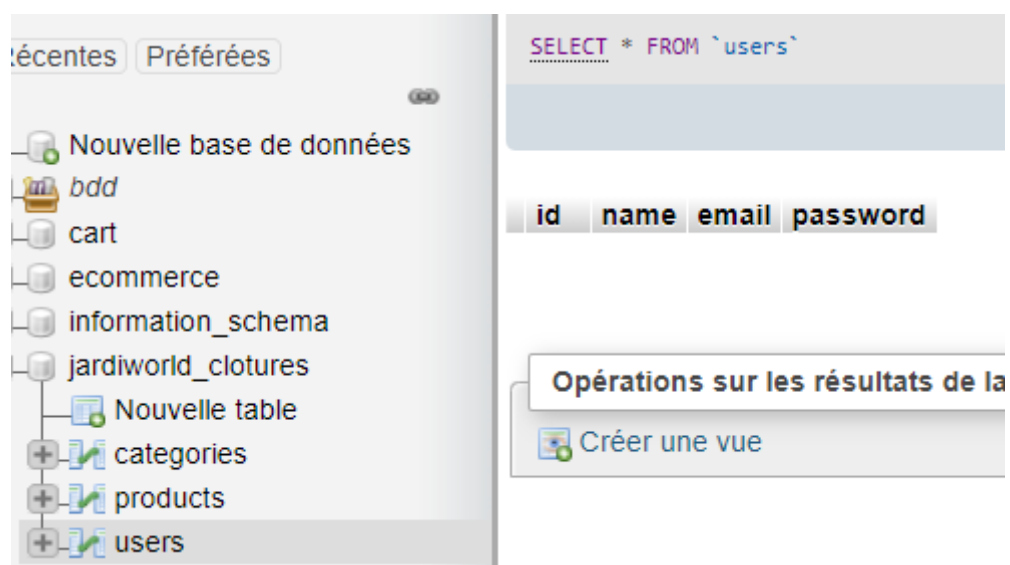 écentes Préférées
Nouvelle base de données
bdd
cart
ecommerce
information_schema
jardiworld_clotures
Nouvelle table
categories
products
users
SELECT * FROM `users`
id name email password
Opérations sur les résultats de la
Créer une vue